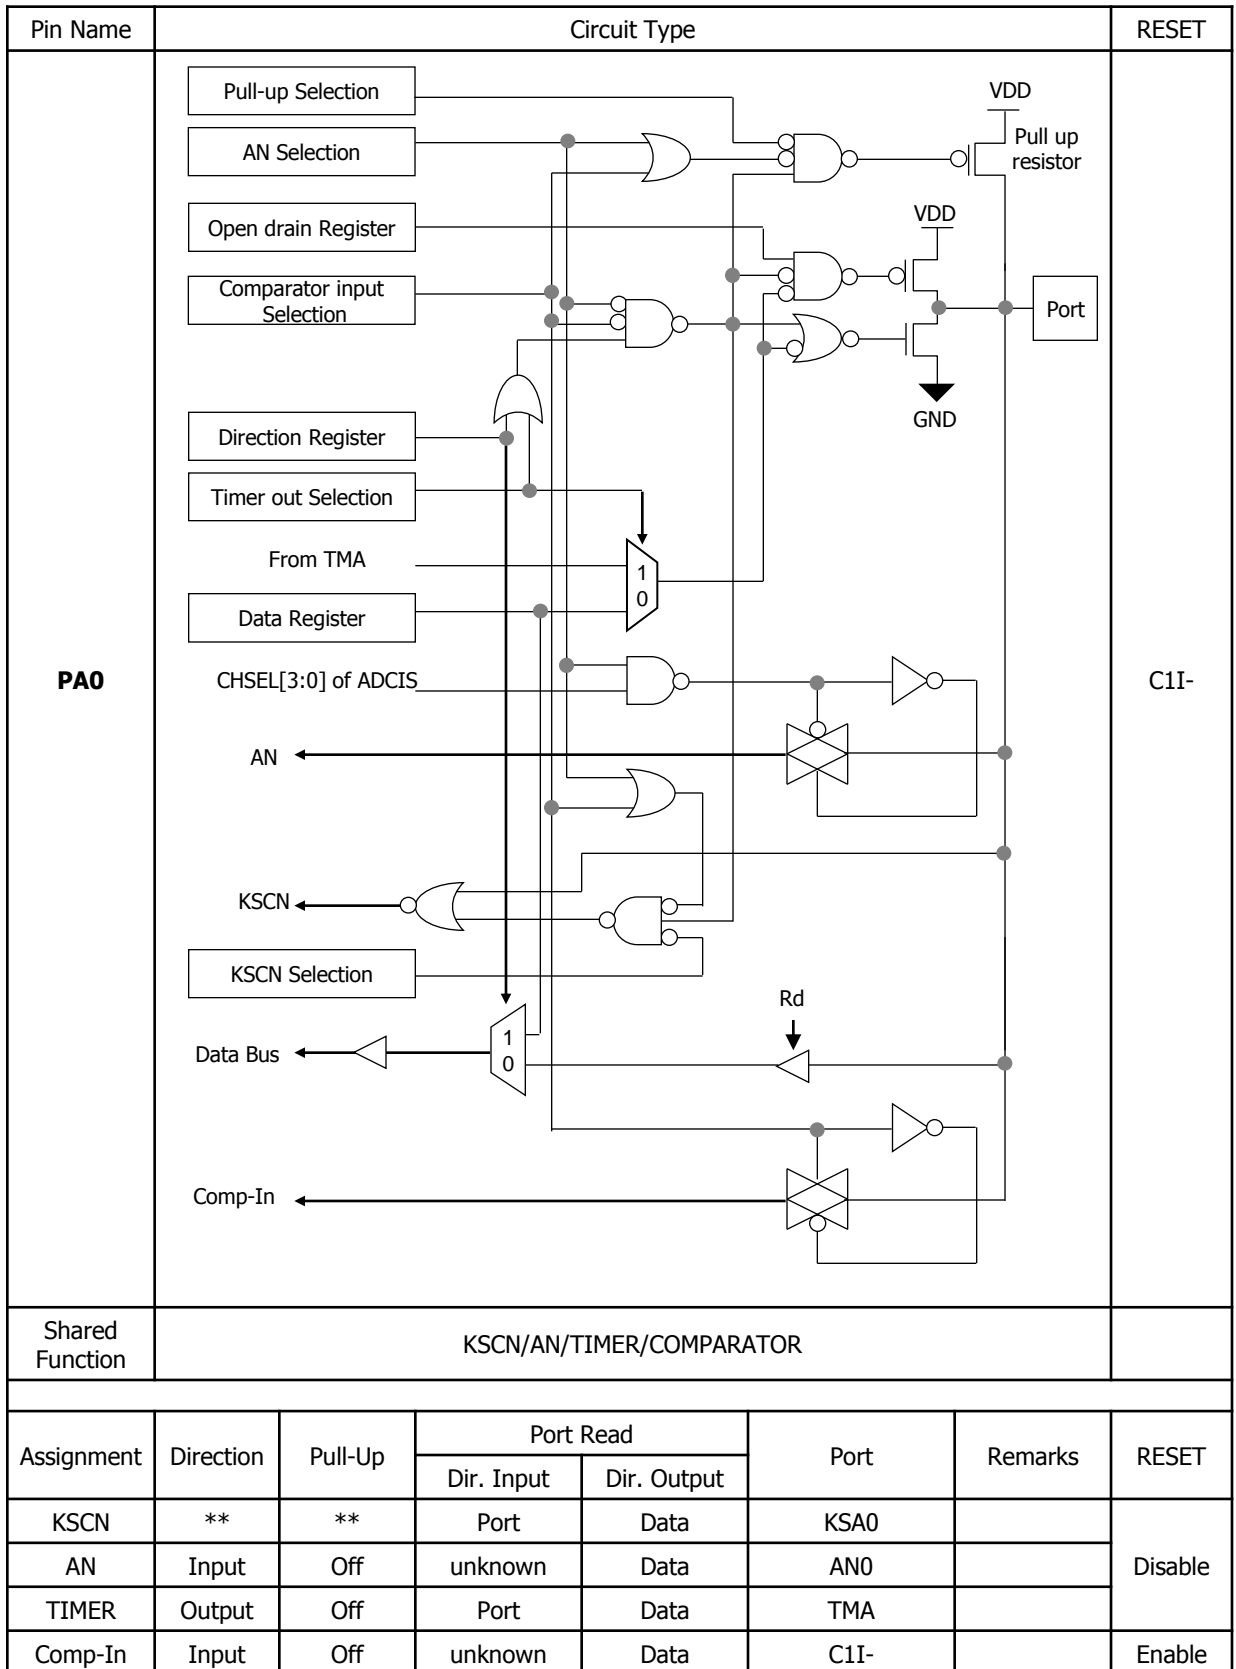 Pin Name Circuit Type RESET
Pull-up Selection
VDD
AN Selection
Pull up
resistor
Open drain Register
VDD
Comparator input
Selection
Port
GND
Direction Register
Timer out Selection
From TMA
1
0
Data Register
PA0
CHSEL[3:0] of ADCIS
C1I-
AN
KSCN
KSCN Selection
Rd
1
0
Data Bus
Comp-In
Shared
Function
KSCN/AN/TIMER/COMPARATOR
Assignment Direction Pull-Up Port Read Port Remarks RESET
Dir. Input Dir. Output
KSCN ** ** Port Data KSA0
AN Input Off unknown Data AN0 Disable
TIMER Output Off Port Data TMA
Comp-In Input Off unknown Data C1I- Enable